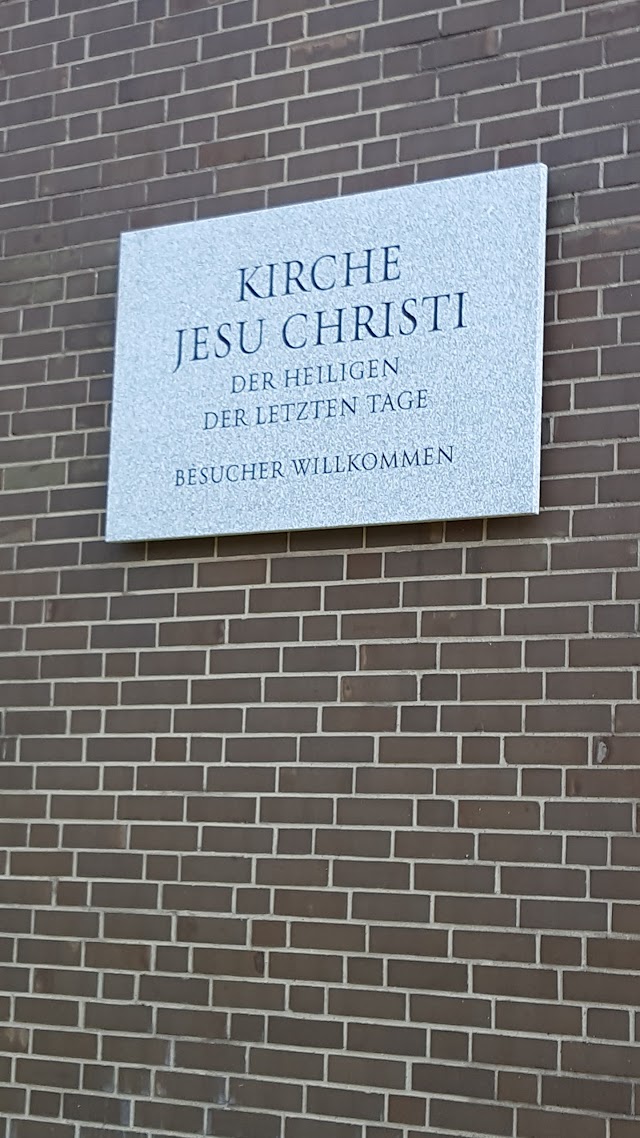 KIRCHE
JESU CHRISTI
DER HEILIGEN
DER LETZTEN TAGE
BESUCHER WILLKOMMEN